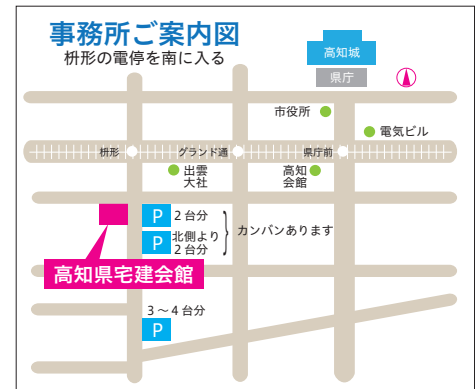 事務所ご案内図
枡形の電停を南に入る
高知城
県庁
市役所
電気ビル
枡形
グランド通
県庁前
出雲
大社
高知
会館
P
2台分
P
北側より
2台分
カンバンあります
高知県宅建会館
3～4台分
P